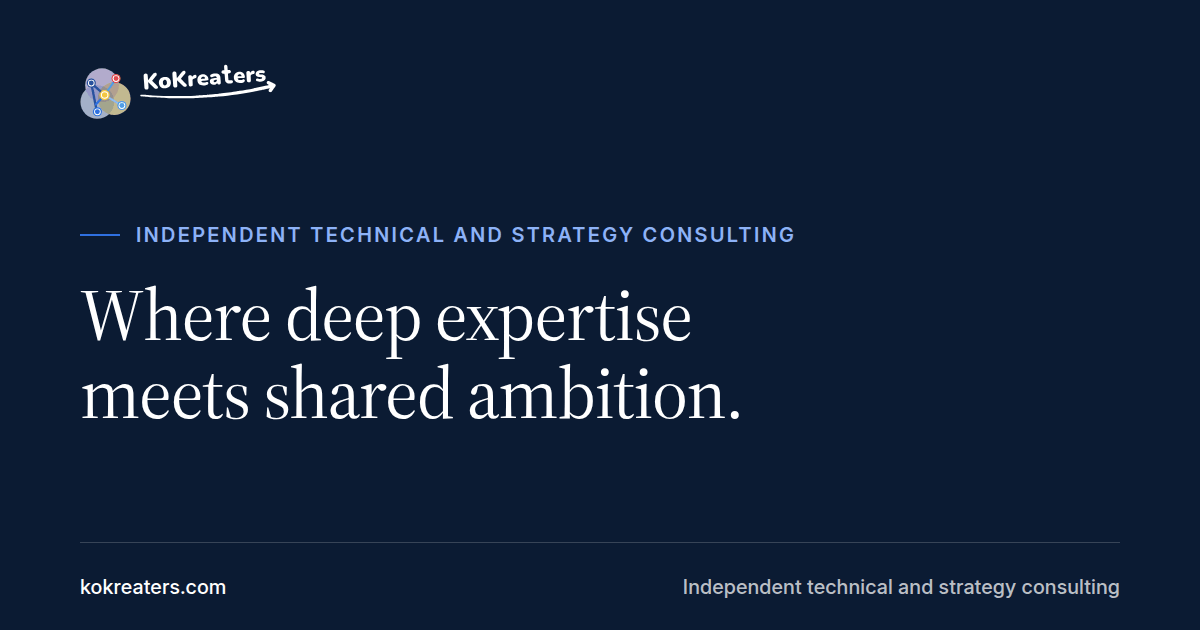 KoKreaters
INDEPENDENT TECHNICAL AND STRATEGY CONSULTING
Where deep expertise
meets shared ambition.
kokreaters.com
Independent technical and strategy consulting